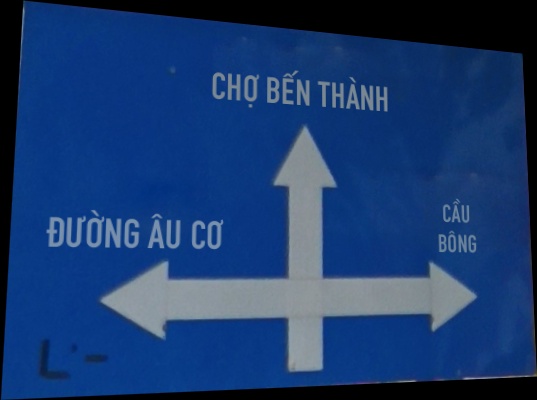 CHỢ BẾN THÀNH
ĐƯỜNG ÂU CƠ
CẦU
BÔNG